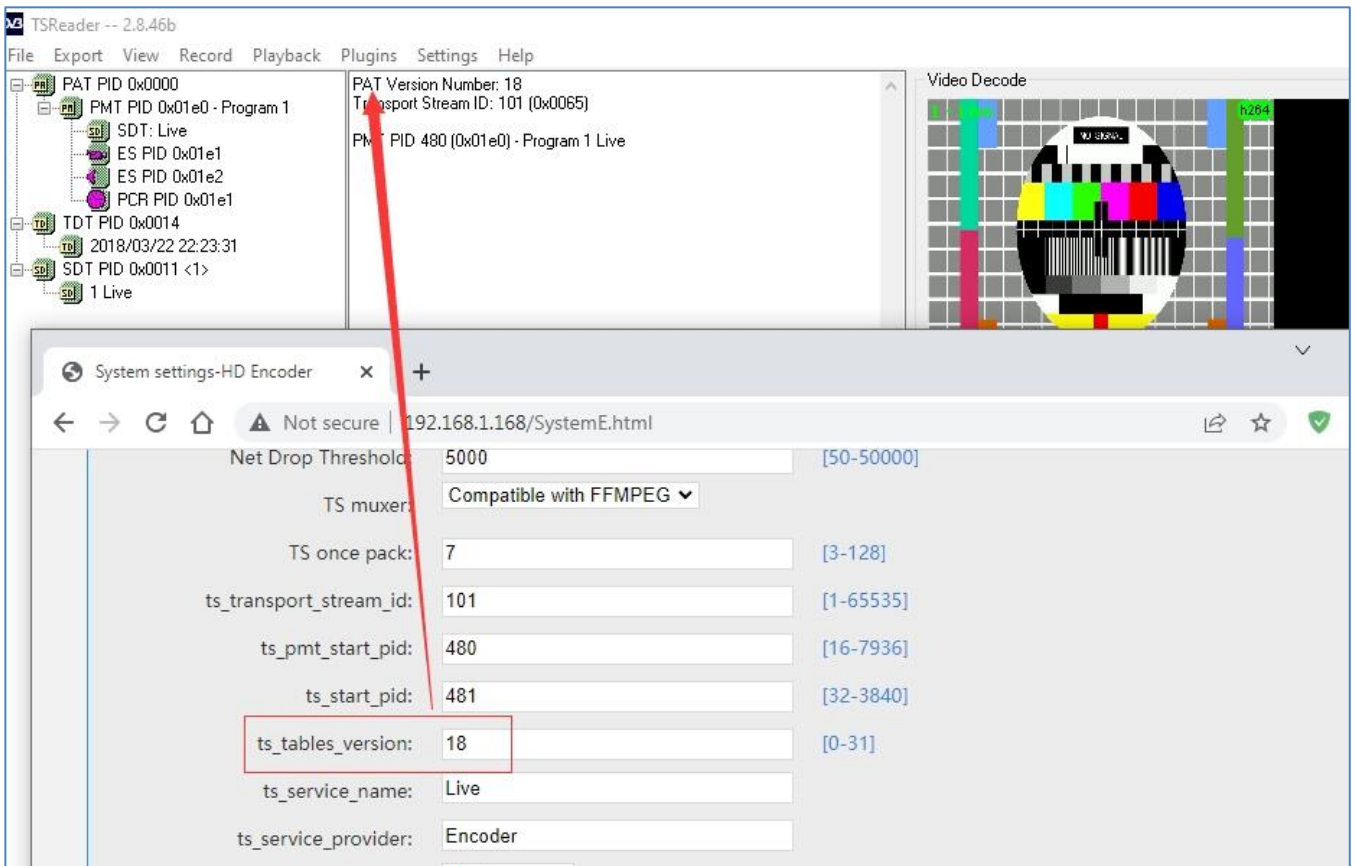 TSReader -- 2.8.46b
File Export View Record Playback Plugins Settings Help
PAT PID 0x0000
PMT PID 0x01e0 - Program 1
SDT: Live
ES PID 0x01e1
ES PID 0x01e2
PCR PID 0x01e1
TDT PID 0x0014
2018/03/22 22:23:31
SDT PID 0x0011 <1>
1 Live
PAT Version Number: 18
Transport Stream ID: 101 (0x0065)
PMT PID 480 (0x01e0) - Program 1 Live
Video Decode
h264
NO SIGNAL
System settings-HD Encoder
Not secure | 192.168.1.168/SystemE.html
Net Drop Threshold: 5000 [50-50000]
TS muxer: Compatible with FFMPEG
TS once pack: 7 [3-128]
ts_transport_stream_id: 101 [1-65535]
ts_pmt_start_pid: 480 [16-7936]
ts_start_pid: 481 [32-3840]
ts_tables_version: 18 [0-31]
ts_service_name: Live
ts_service_provider: Encoder